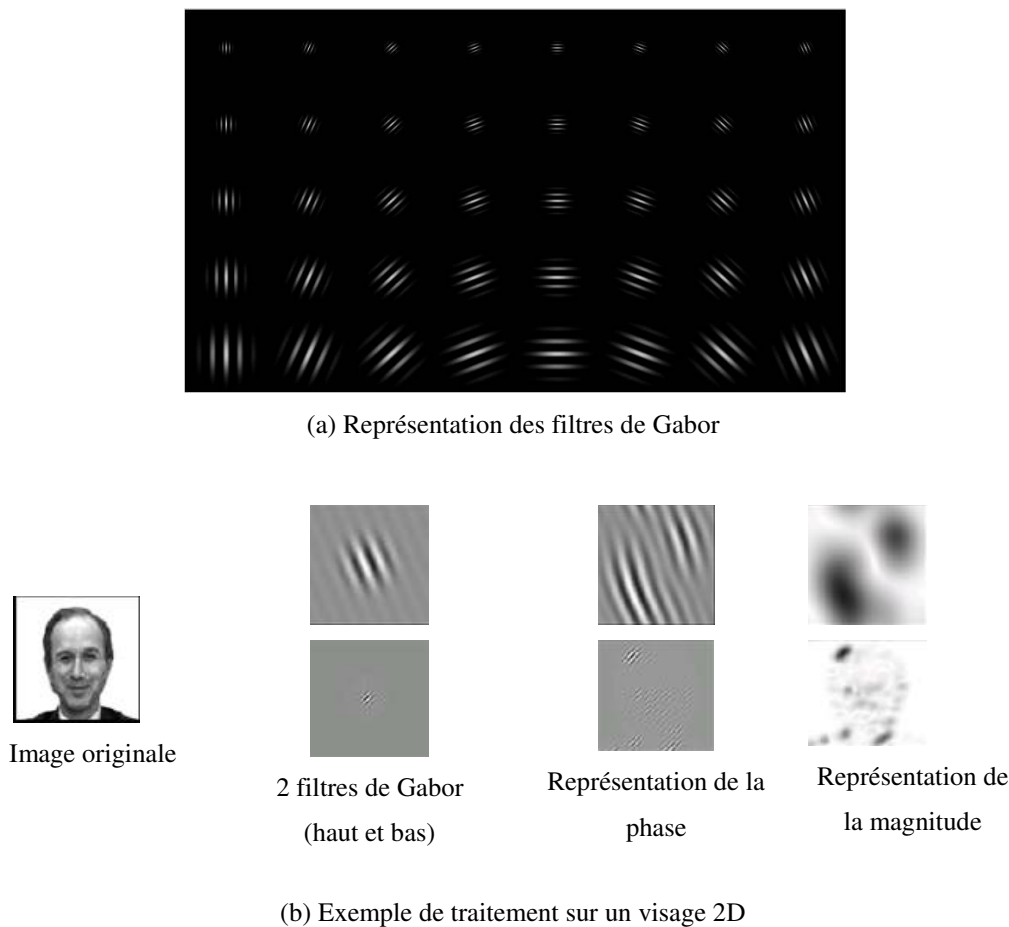 (a) Représentation des filtres de Gabor
Image originale
2 filtres de Gabor
(haut et bas)
Représentation de la
phase
Représentation de
la magnitude
(b) Exemple de traitement sur un visage 2D